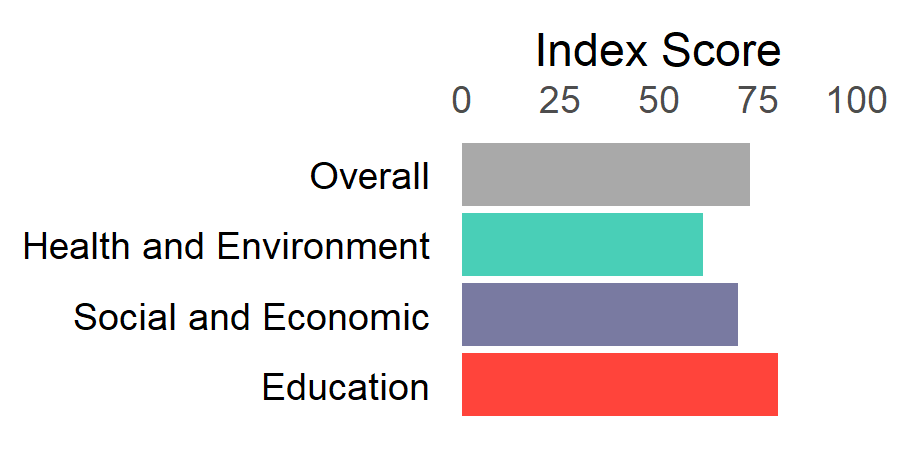 Index Score
0 25 50 75 100
Overall
Health and Environment
Social and Economic
Education